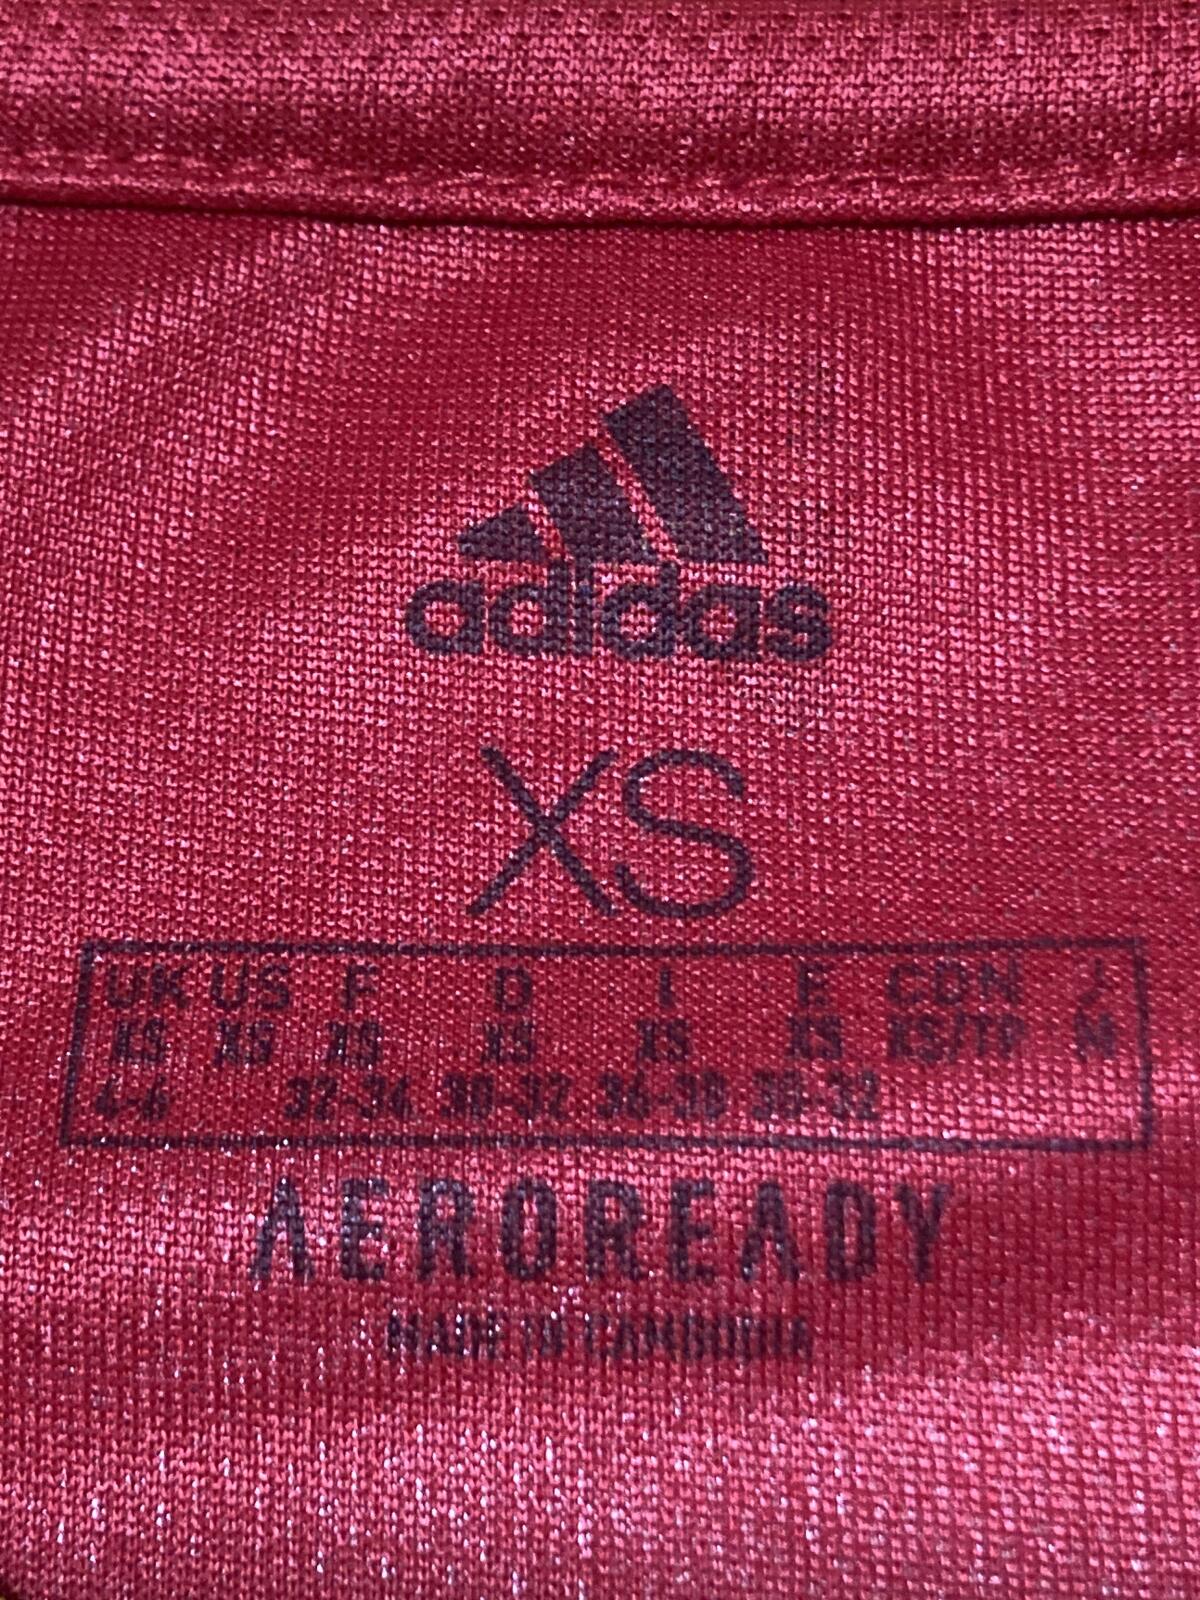 adidas
XS
UK US F D I E CDN J
XS XS XS XS XS XS XS/TP M
4-6 32-34 30-32 36-38 30-32
AEROREADY
MADE IN CAMBODIA